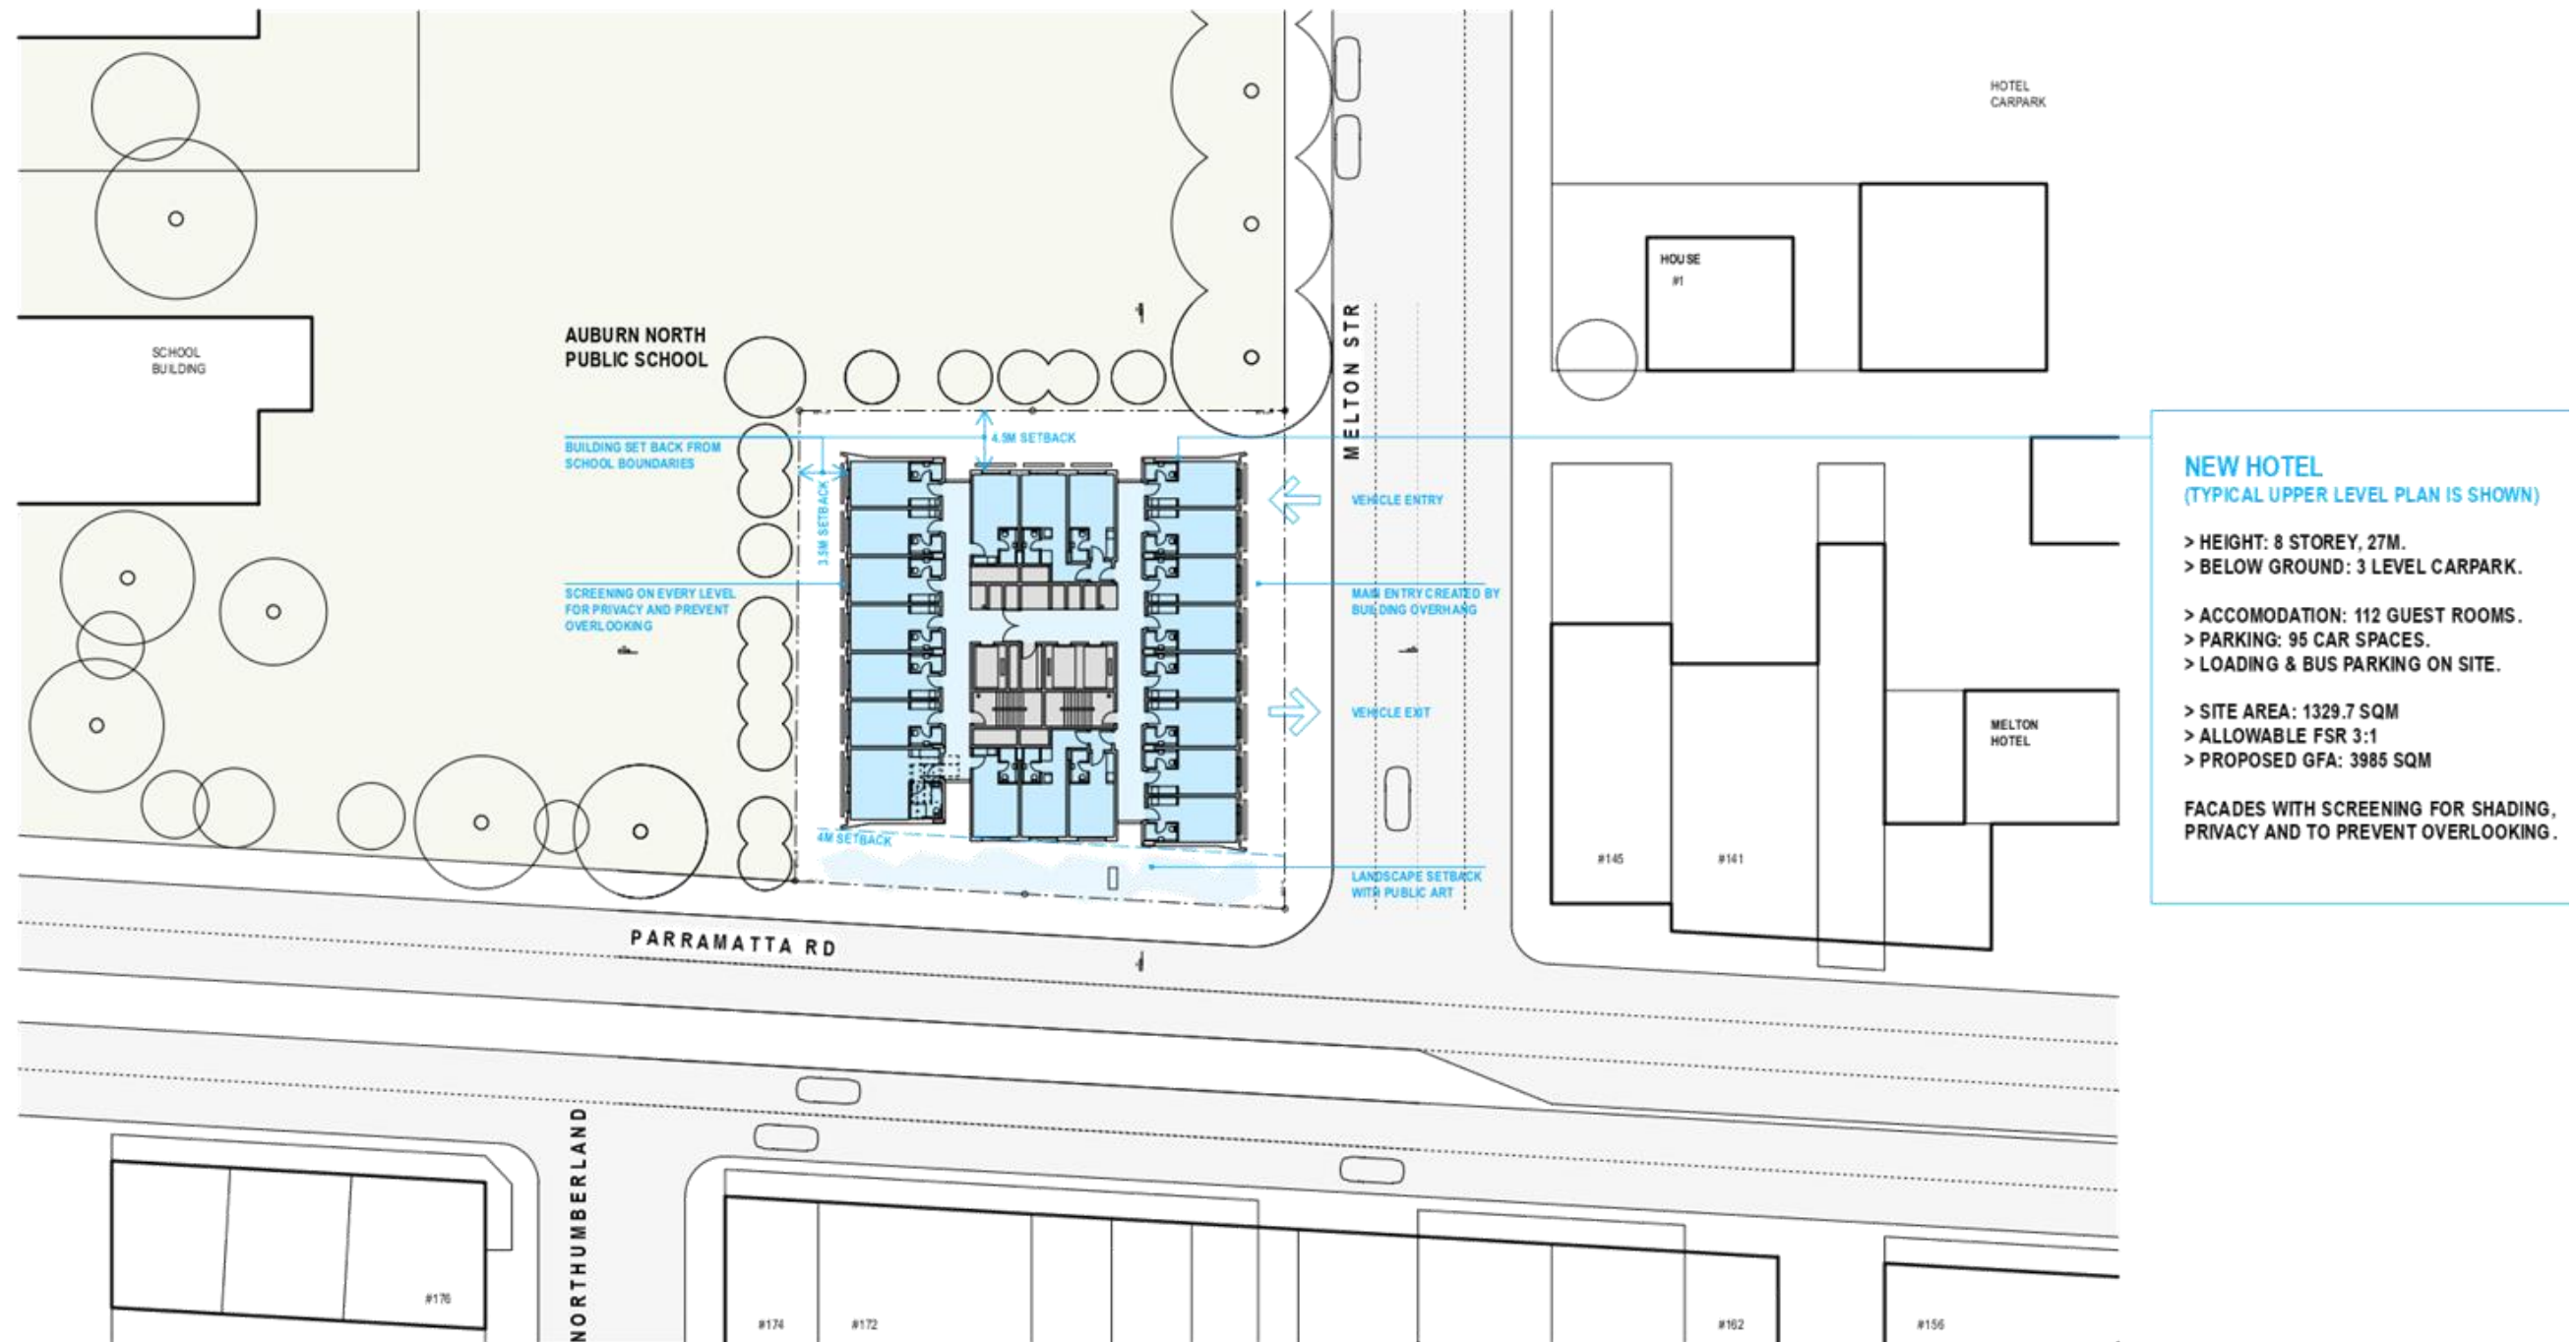 HOTEL
CARPARK
HOUSE
#1
SCHOOL
BUILDING
AUBURN NORTH
PUBLIC SCHOOL
MELTON STR
BUILDING SET BACK FROM
SCHOOL BOUNDARIES
4.5M SETBACK
3.5M SETBACK
VEHICLE ENTRY
SCREENING ON EVERY LEVEL
FOR PRIVACY AND PREVENT
OVERLOOKING
MAIN ENTRY CREATED BY
BUILDING OVERHANG
VEHICLE EXIT
4M SETBACK
LANDSCAPE SETBACK
WITH PUBLIC ART
MELTON
HOTEL
#145
#141
NEW HOTEL
(TYPICAL UPPER LEVEL PLAN IS SHOWN)
> HEIGHT: 8 STOREY, 27M.
> BELOW GROUND: 3 LEVEL CARPARK.
> ACCOMODATION: 112 GUEST ROOMS.
> PARKING: 95 CAR SPACES.
> LOADING & BUS PARKING ON SITE.
> SITE AREA: 1329.7 SQM
> ALLOWABLE FSR 3:1
> PROPOSED GFA: 3985 SQM
FACADES WITH SCREENING FOR SHADING,
PRIVACY AND TO PREVENT OVERLOOKING.
PARRAMATTA RD
NORTHUMBERLAND
#176
#174
#172
#162
#156